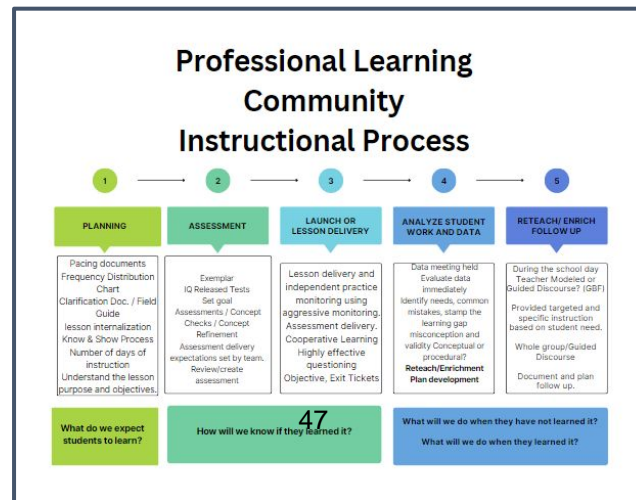 Professional Learning
Community
Instructional Process
1
2
3
4
5
PLANNING
ASSESSMENT
LAUNCH OR
LESSON DELIVERY
ANALYZE STUDENT
WORK AND DATA
RETEACH/ ENRICH
FOLLOW UP
Pacing documents
Frequency Distribution
Chart
Clarification Doc. / Field
Guide
lesson internalization
Know & Show Process
Number of days of
instruction
Understand the lesson
purpose and objectives.
Exemplar
IQ Released Tests
Set goal
Assessments / Concept
Checks / Concept
Refinement
Assessment delivery
expectations set by team.
Review/create
assessment
Lesson delivery and
independent practice
monitoring using
aggressive monitoring.
Assessment delivery.
Cooperative Learning
Highly effective
questioning
Objective, Exit Tickets
Data meeting held
Evaluate data
immediately
Identify needs, common
mistakes, stamp the
learning gap
misconception and
validity Conceptual or
procedural?
Reteach/Enrichment
Plan development
During the school day
Teacher Modeled or
Guided Discourse? (GBF)
Provided targeted and
specific instruction
based on student need.
Whole group/Guided
Discourse
Document and plan
follow up.
What do we expect
students to learn?
How will we know if they learned it?
47
What will we do when they have not learned it?
What will we do when they learned it?